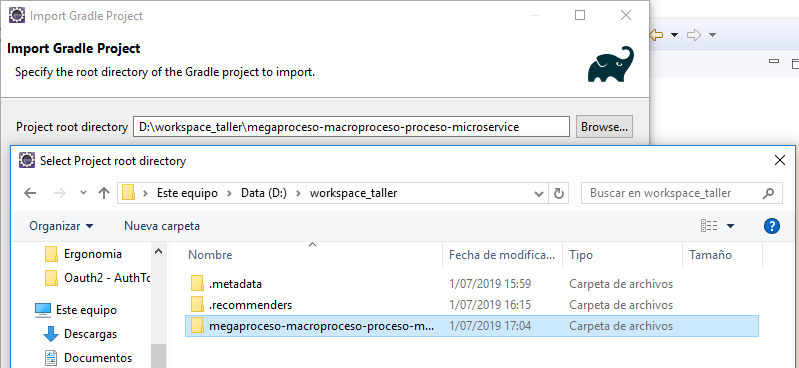 Import Gradle Project
Import Gradle Project
Specify the root directory of the Gradle project to import.
Project root directory D:\workspace_taller\megaproceso-macroproceso-proceso-microservice Browse...
Select Project root directory
Este equipo Data (D:) workspace_taller Buscar en workspace_taller
Organizar Nueva carpeta
Nombre Fecha de modifica... Tipo Tamaño
Ergonomia
.metadata 1/07/2019 15:59 Carpeta de archivos
Oauth2 - AuthTo
.recommenders 1/07/2019 16:15 Carpeta de archivos
Este equipo
megaproceso-macroproceso-proceso-m... 1/07/2019 17:04 Carpeta de archivos
Descargas
Documentos